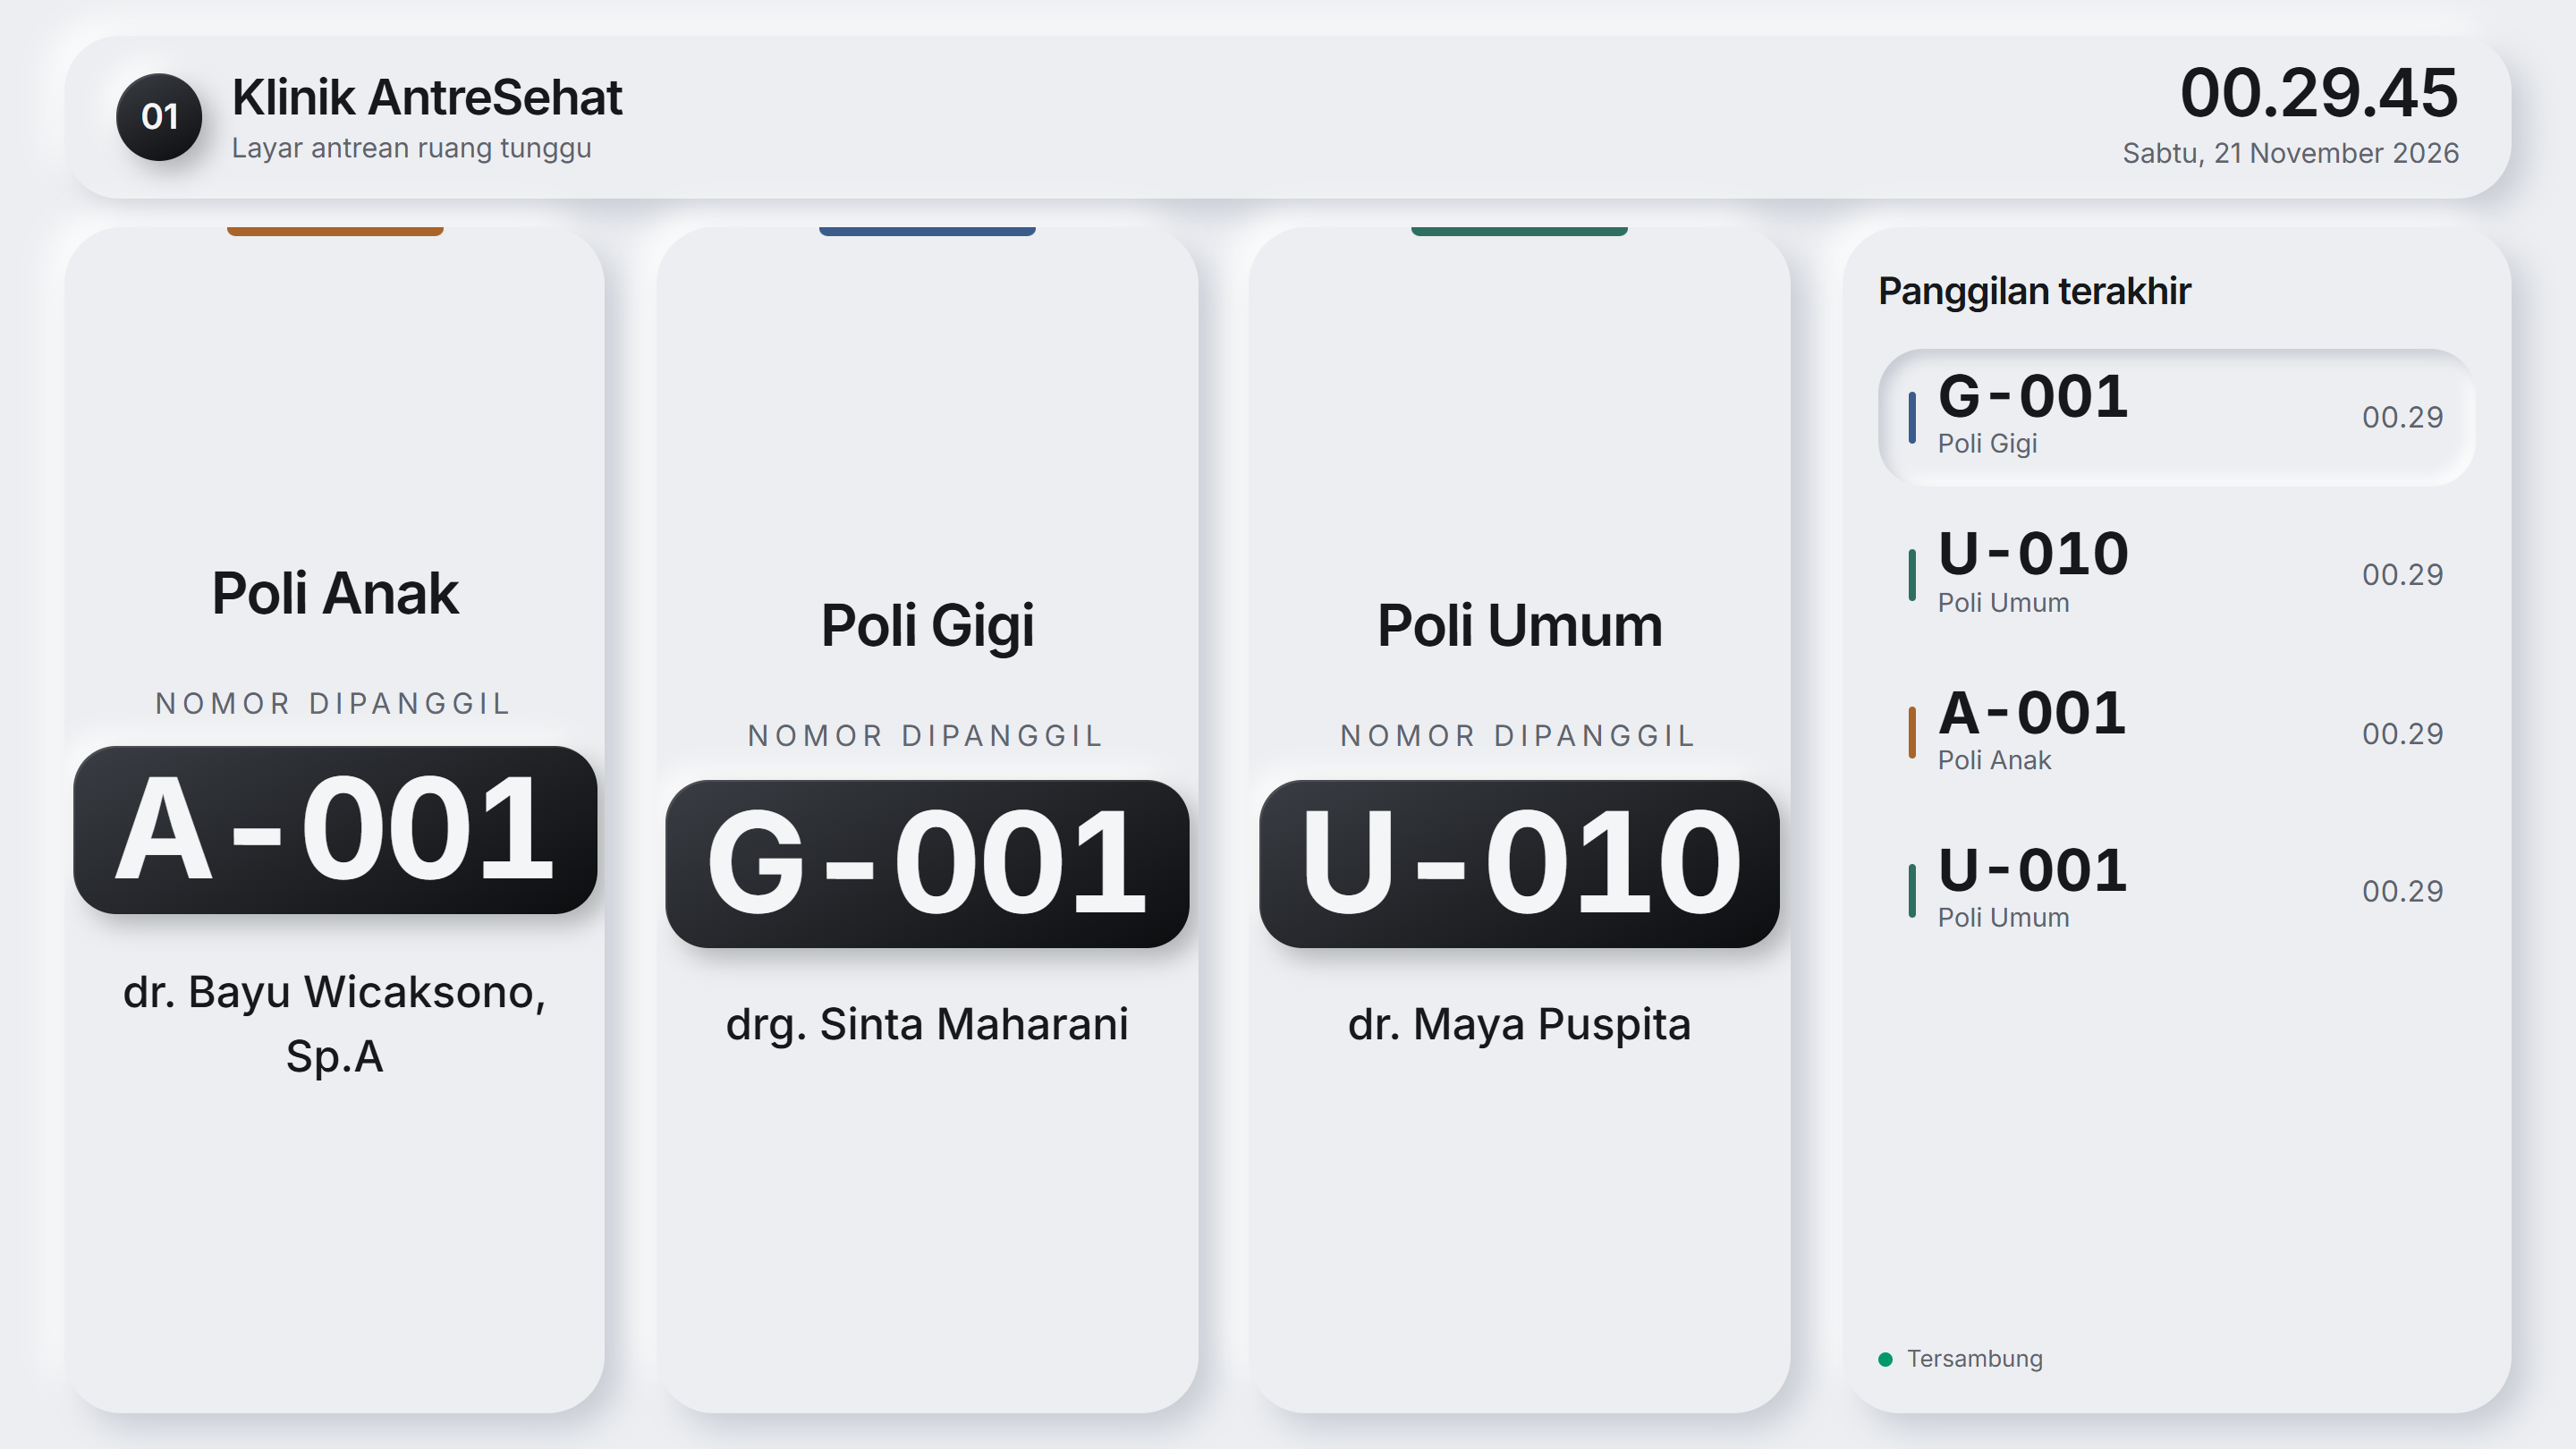 01
Klinik AntreSehat
Layar antrean ruang tunggu
00.29.45
Sabtu, 21 November 2026
Poli Anak
NOMOR DIPANGGIL
A-001
dr. Bayu Wicaksono,
Sp.A
Poli Gigi
NOMOR DIPANGGIL
G-001
drg. Sinta Maharani
Poli Umum
NOMOR DIPANGGIL
U-010
dr. Maya Puspita
Panggilan terakhir
G-001
Poli Gigi
00.29
U-010
Poli Umum
00.29
A-001
Poli Anak
00.29
U-001
Poli Umum
00.29
Tersambung